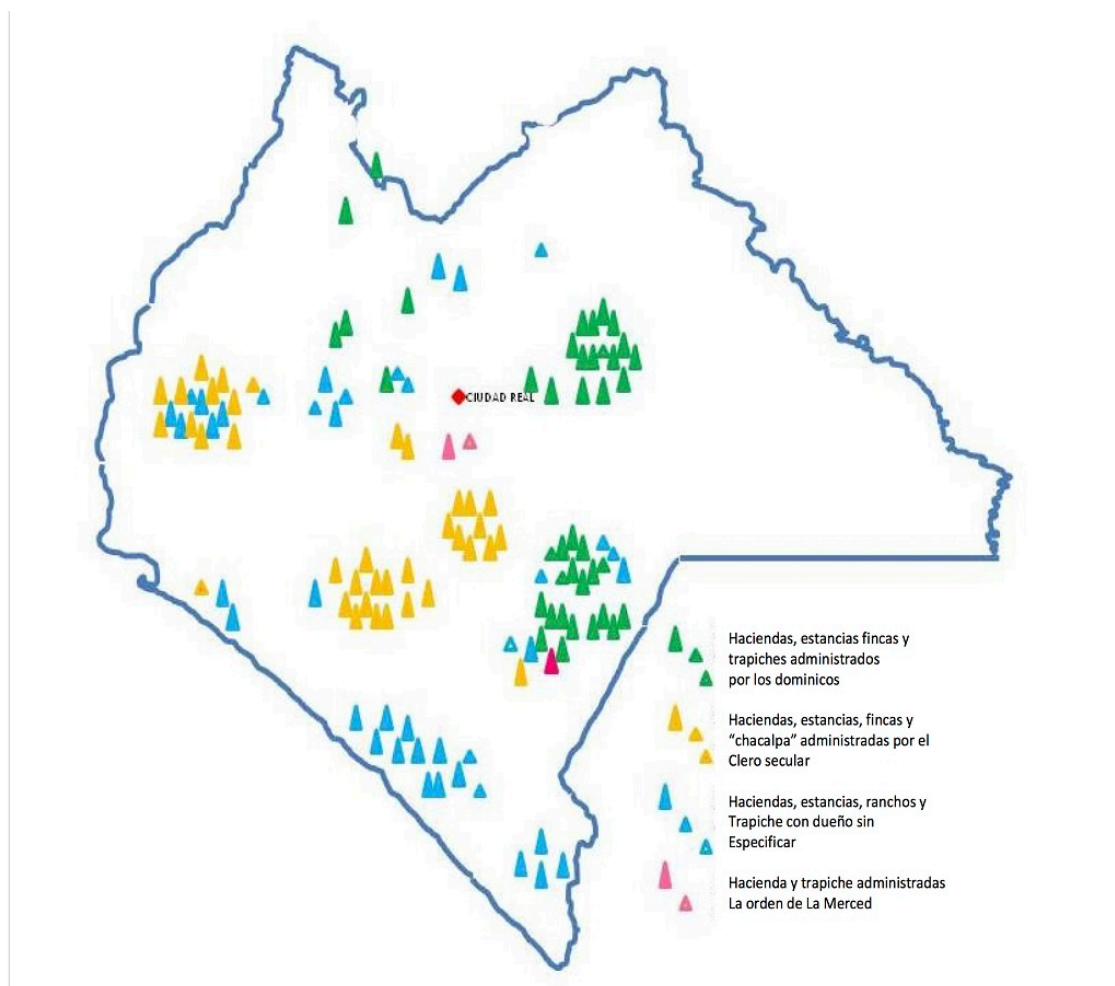 CIUDAD REAL
Haciendas, estancias fincas y
trapiches administrados
por los dominicos
Haciendas, estancias, fincas y
“chacalpa” administradas por el
Clero secular
Haciendas, estancias, ranchos y
Trapiche con dueño sin
Especificar
Hacienda y trapiche administradas
La orden de La Merced